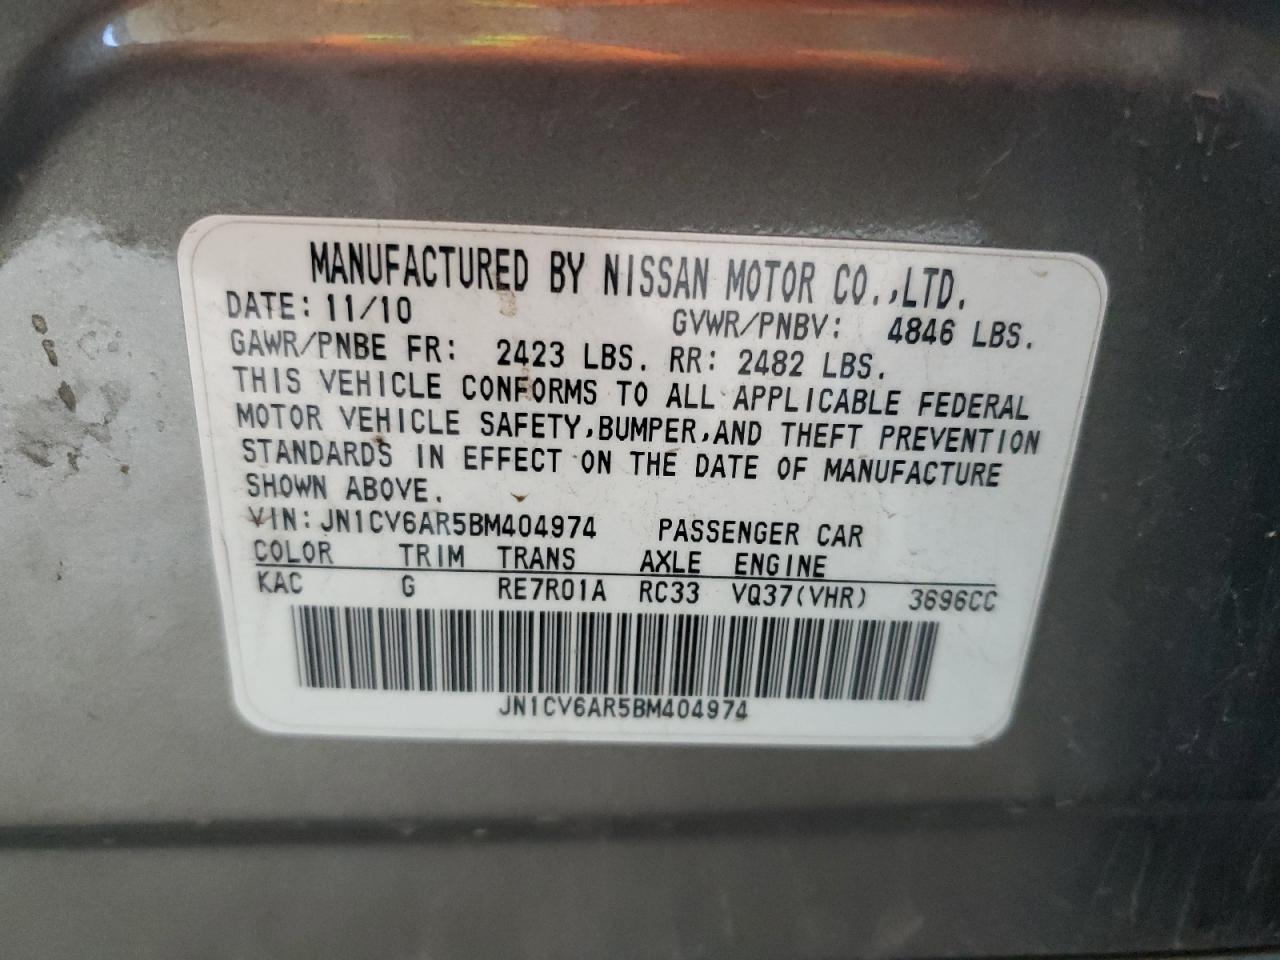 MANUFACTURED BY NISSAN MOTOR CO.,LTD.
DATE: 11/10 GVWR/PNBV: 4846 LBS.
GAWR/PNBE FR: 2423 LBS. RR: 2482 LBS.
THIS VEHICLE CONFORMS TO ALL APPLICABLE FEDERAL
MOTOR VEHICLE SAFETY,BUMPER,AND THEFT PREVENTION
STANDARDS IN EFFECT ON THE DATE OF MANUFACTURE
SHOWN ABOVE.
VIN: JN1CV6AR5BM404974 PASSENGER CAR
COLOR TRIM TRANS AXLE ENGINE
KAC G RE7R01A RC33 VQ37(VHR) 3696CC
JN1CV6AR5BM404974